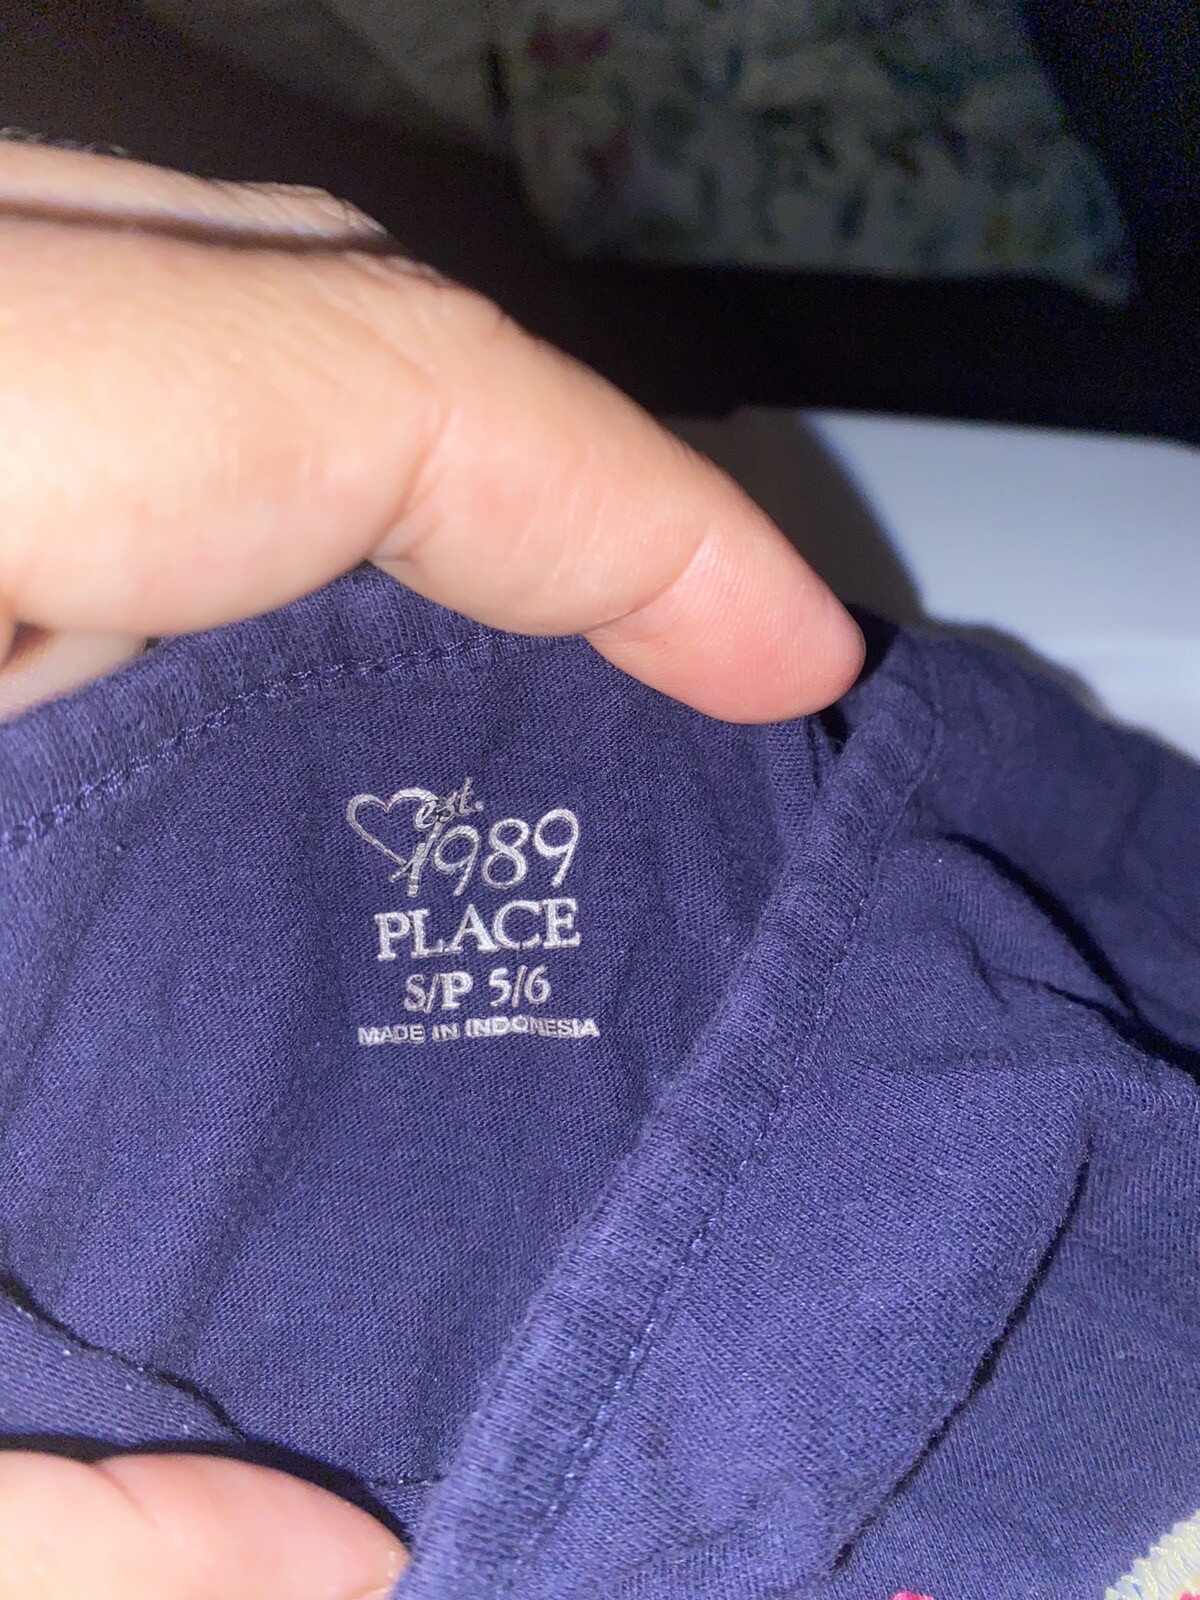 est.
1989
PLACE
S/P 5/6
MADE IN INDONESIA